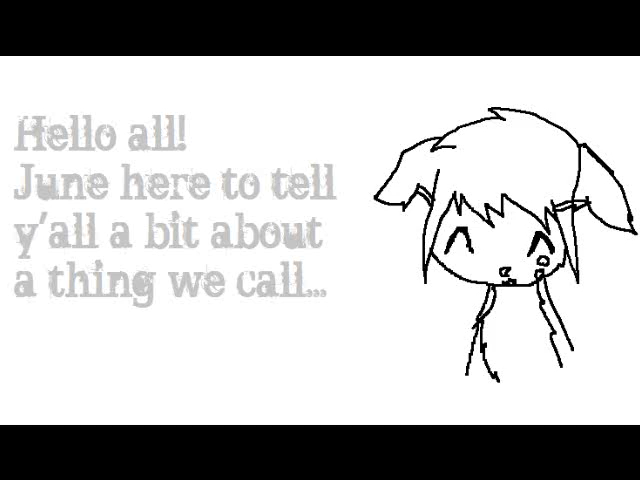 Hello all!
June here to tell
y'all a bit about
a thing we call...